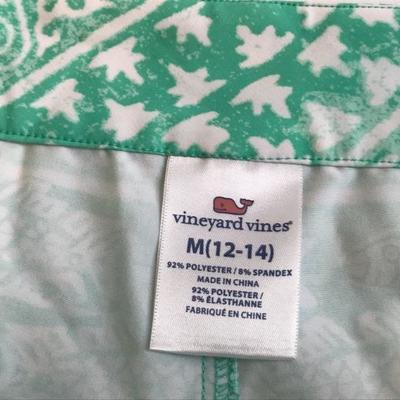 vineyard vines®
M(12-14)
92% POLYESTER / 8% SPANDEX
MADE IN CHINA
92% POLYESTER /
8% ÉLASTHANNE
FABRIQUÉ EN CHINE